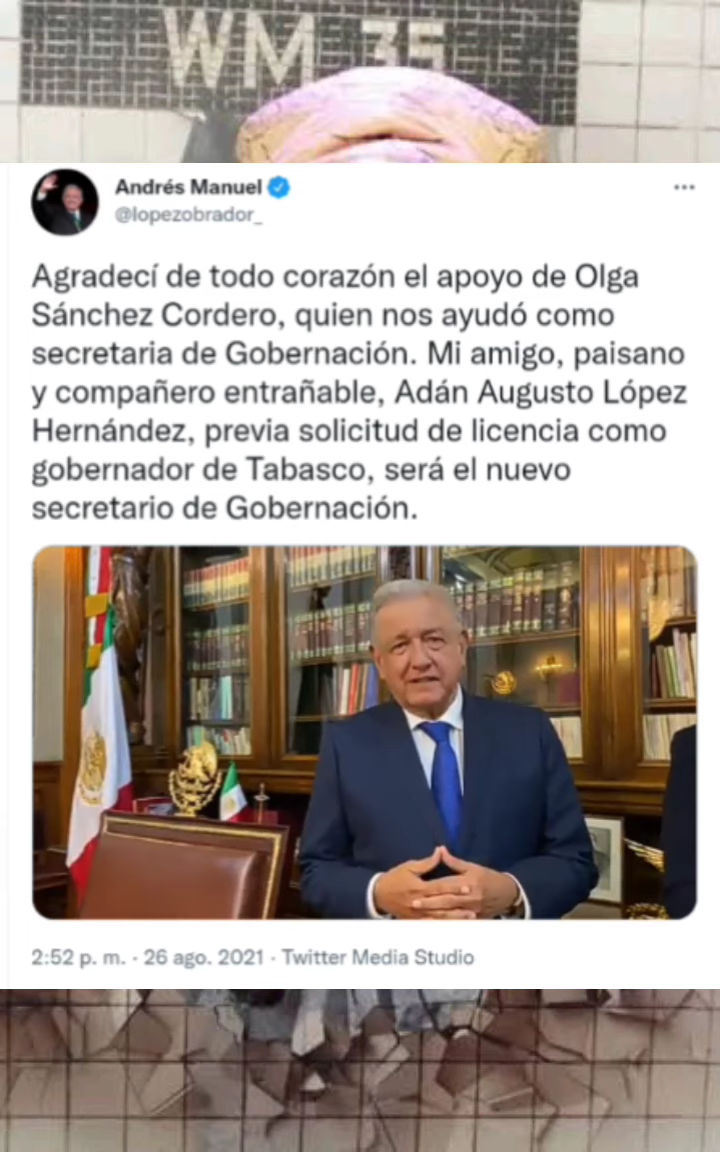 WM 35
Andrés Manuel
@lopezobrador_
Agradecí de todo corazón el apoyo de Olga
Sánchez Cordero, quien nos ayudó como
secretaria de Gobernación. Mi amigo, paisano
y compañero entrañable, Adán Augusto López
Hernández, previa solicitud de licencia como
gobernador de Tabasco, será el nuevo
secretario de Gobernación.
2:52 p. m. · 26 ago. 2021 · Twitter Media Studio